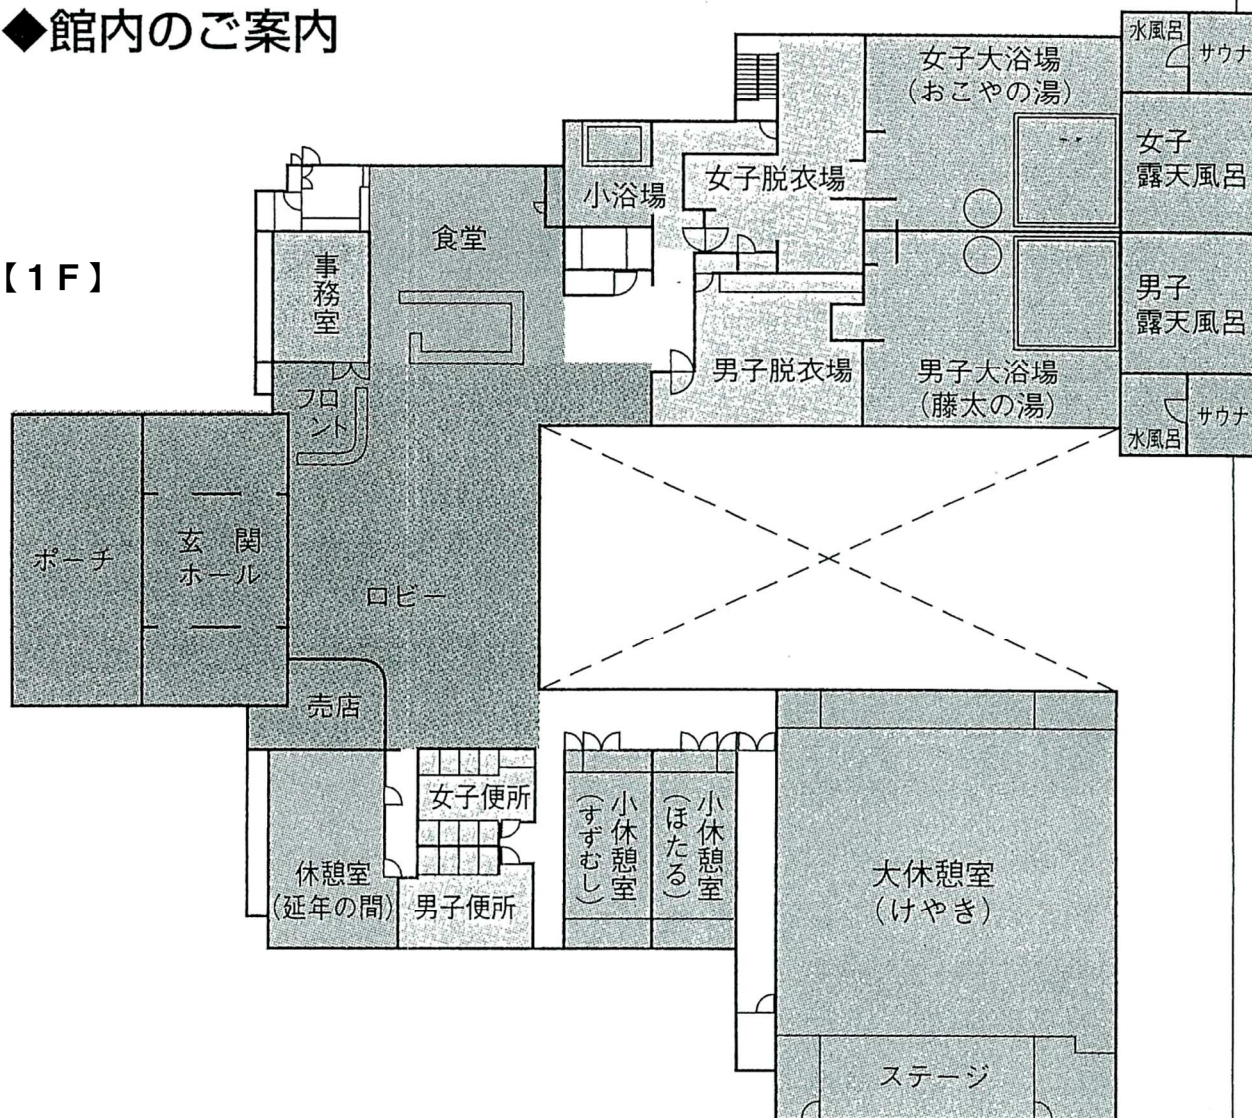 ◆館内のご案内
【1F】
水風呂
サウナ
女子大浴場
(おこやの湯)
女子
露天風呂
小浴場
女子脱衣場
食堂
事務室
男子
露天風呂
男子脱衣場
男子大浴場
(藤太の湯)
フロ
ント
サウナ
水風呂
ポーチ
玄 関
ホール
ロビー
売店
女子便所
小休憩室
(すずむし)
小休憩室
(ほたる)
休憩室
(延年の間)
男子便所
大休憩室
(けやき)
ステージ